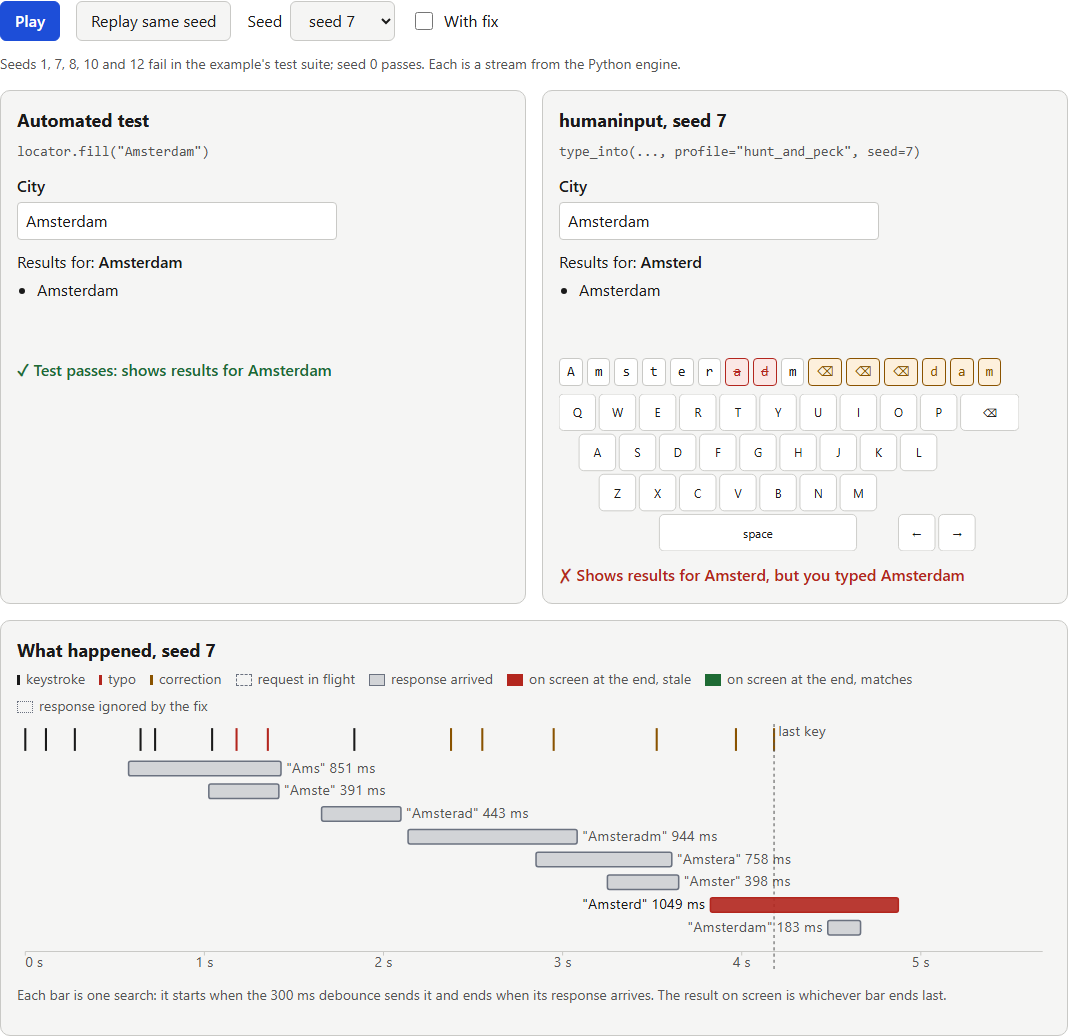 Play Replay same seed Seed seed 7 With fix
Seeds 1, 7, 8, 10 and 12 fail in the example's test suite; seed 0 passes. Each is a stream from the Python engine.
Automated test
locator.fill("Amsterdam")
City
Amsterdam
Results for: Amsterdam
• Amsterdam
✓ Test passes: shows results for Amsterdam
humaninput, seed 7
type_into(..., profile="hunt_and_peck", seed=7)
City
Amsterdam
Results for: Amsterd
• Amsterdam
A m s t e r a d m ⌫ ⌫ ⌫ d a m
Q W E R T Y U I O P ⌫
A S D F G H J K L
Z X C V B N M
space ← →
✗ Shows results for Amsterd, but you typed Amsterdam
What happened, seed 7
keystroke typo correction request in flight response arrived on screen at the end, stale on screen at the end, matches
response ignored by the fix
last key
"Ams" 851 ms
"Amste" 391 ms
"Amsterad" 443 ms
"Amsteradm" 944 ms
"Amstera" 758 ms
"Amster" 398 ms
"Amsterd" 1049 ms
"Amsterdam" 183 ms
0 s 1 s 2 s 3 s 4 s 5 s
Each bar is one search: it starts when the 300 ms debounce sends it and ends when its response arrives. The result on screen is whichever bar ends last.